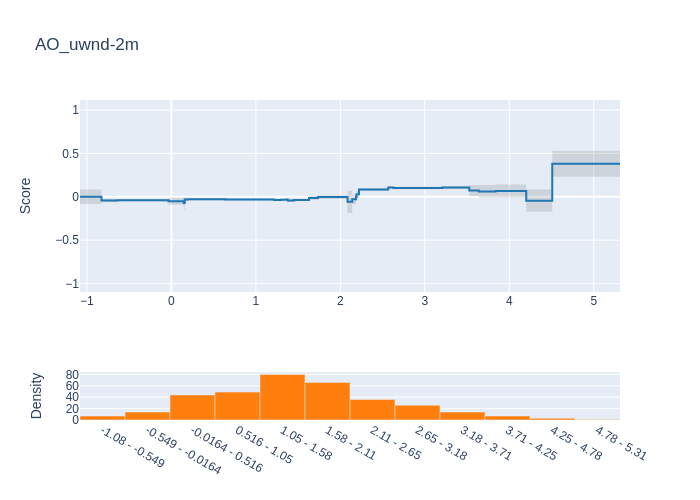 AO_uwnd-2m
Score
1
0.5
0
−0.5
−1
−1 0 1 2 3 4 5
Density
80
60
40
20
0
-1.08 - -0.549
-0.549 - -0.0164
-0.0164 - 0.516
0.516 - 1.05
1.05 - 1.58
1.58 - 2.11
2.11 - 2.65
2.65 - 3.18
3.18 - 3.71
3.71 - 4.25
4.25 - 4.78
4.78 - 5.31